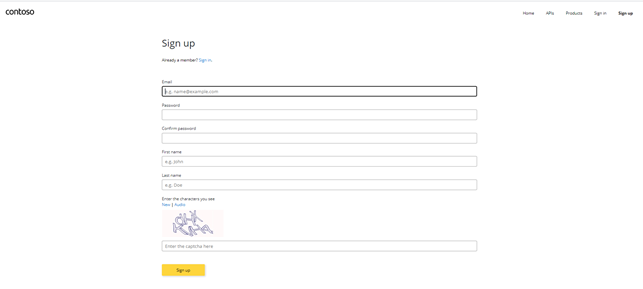 contoso
Home APIs Products Sign in Sign up
Sign up
Already a member? Sign in.
Email
e.g. name@example.com
Password
Confirm password
First name
e.g. John
Last name
e.g. Doe
Enter the characters you see
New | Audio
Enter the captcha here
Sign up